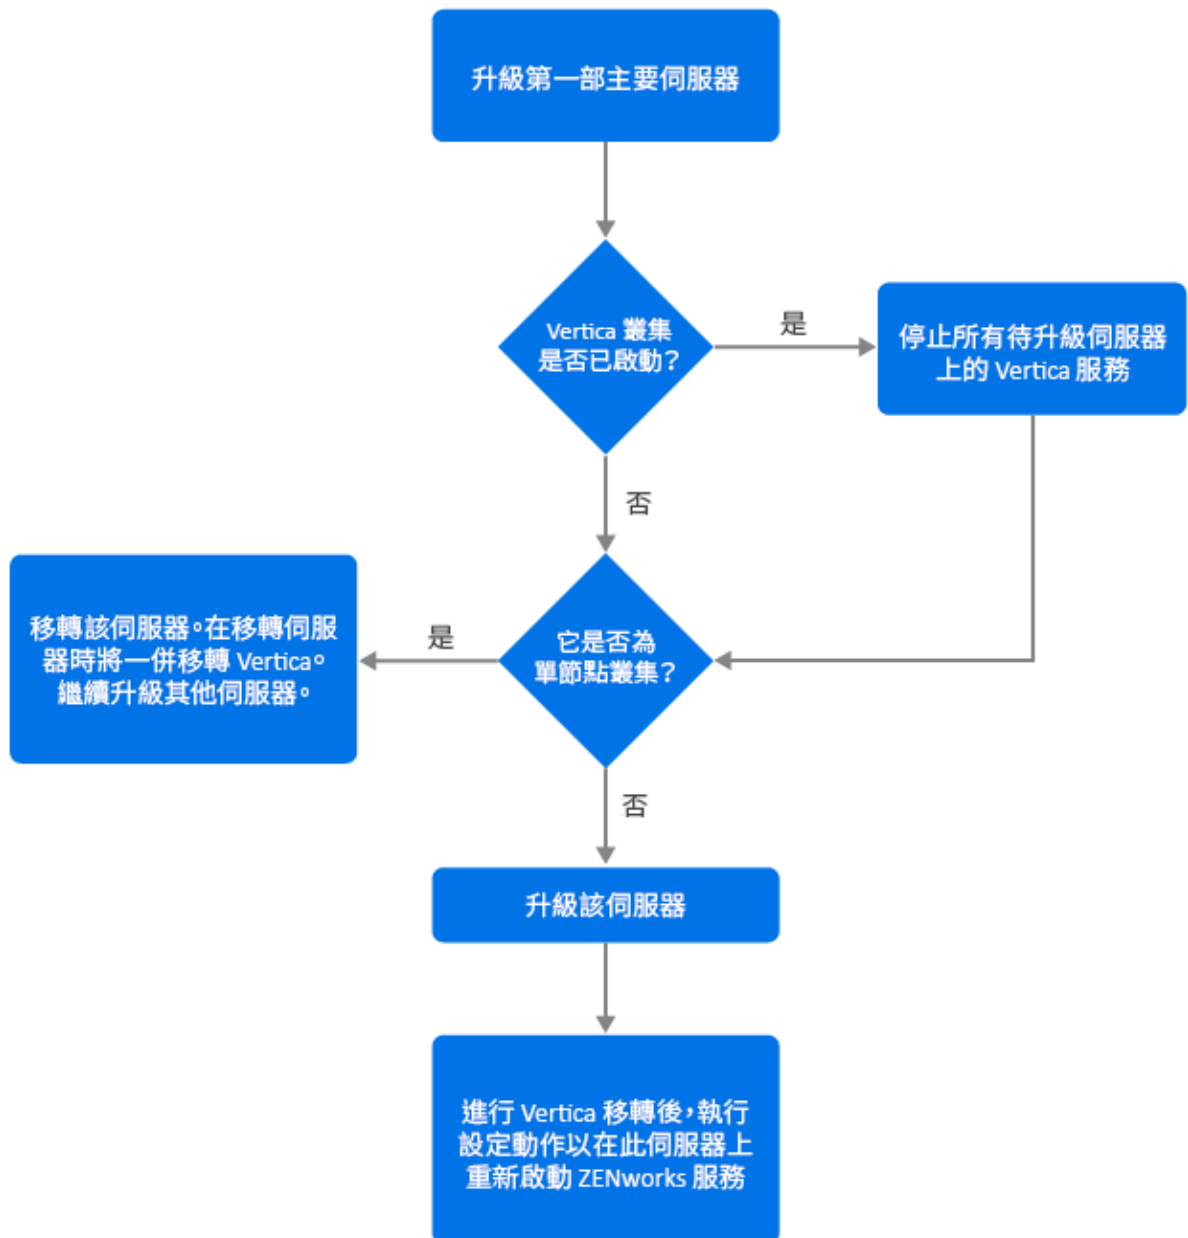 升級第一部主要伺服器
Vertica 叢集
是否已啟動？
是
停止所有待升級伺服器
上的 Vertica 服務
否
移轉該伺服器。在移轉伺服
器時將一併移轉 Vertica。
繼續升級其他伺服器。
是
它是否為
單節點叢集？
否
升級該伺服器
進行 Vertica 移轉後，執行
設定動作以在此伺服器上
重新啟動 ZENworks 服務